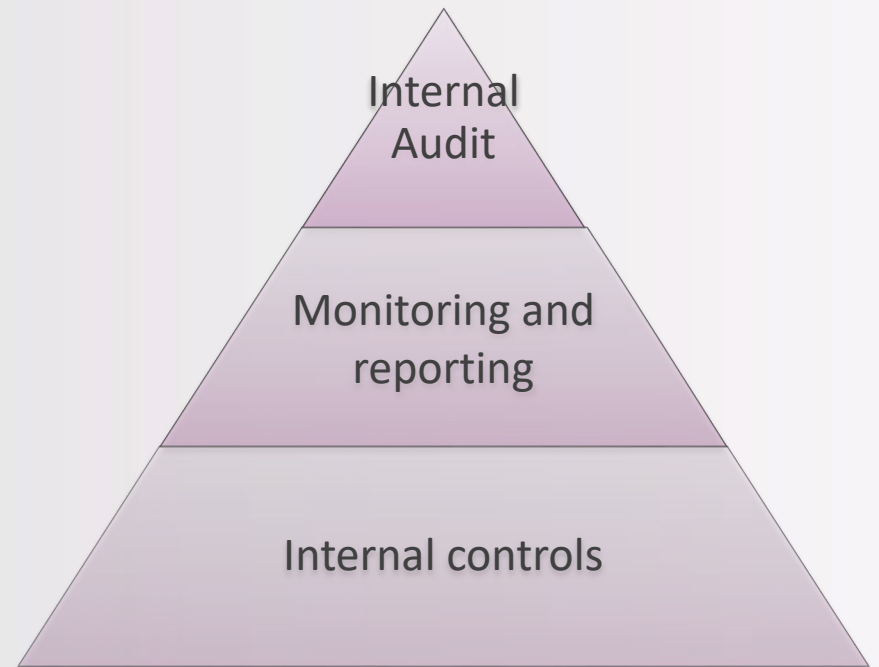 Internal
Audit
Monitoring and
reporting
Internal controls